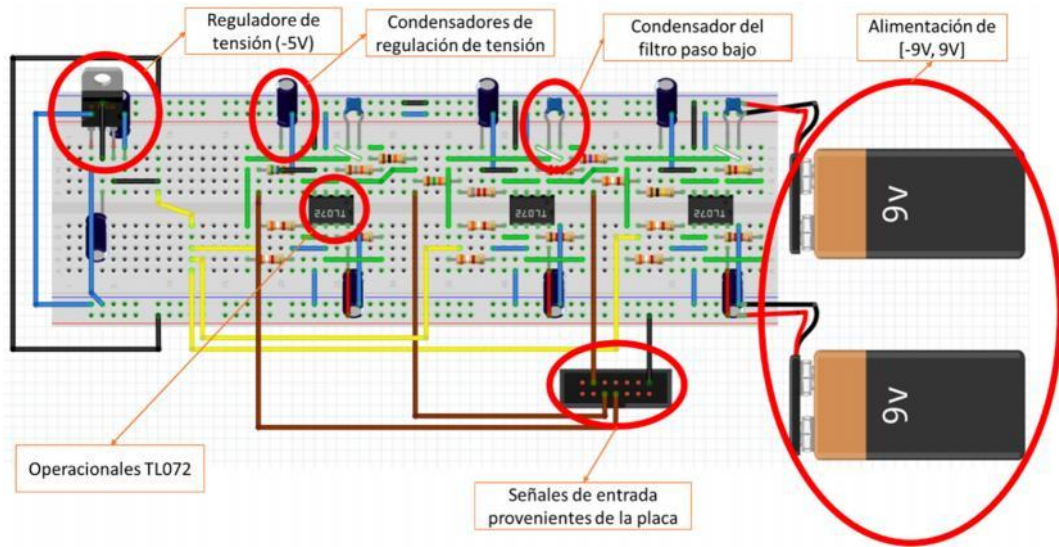 Reguladore de
tensión (-5V)
Condensadores de
regulación de tensión
Condensador del
filtro paso bajo
Alimentación de
[-9V, 9V]
TL072
TL072
TL072
9V
9V
Operacionales TL072
Señales de entrada
provenientes de la placa